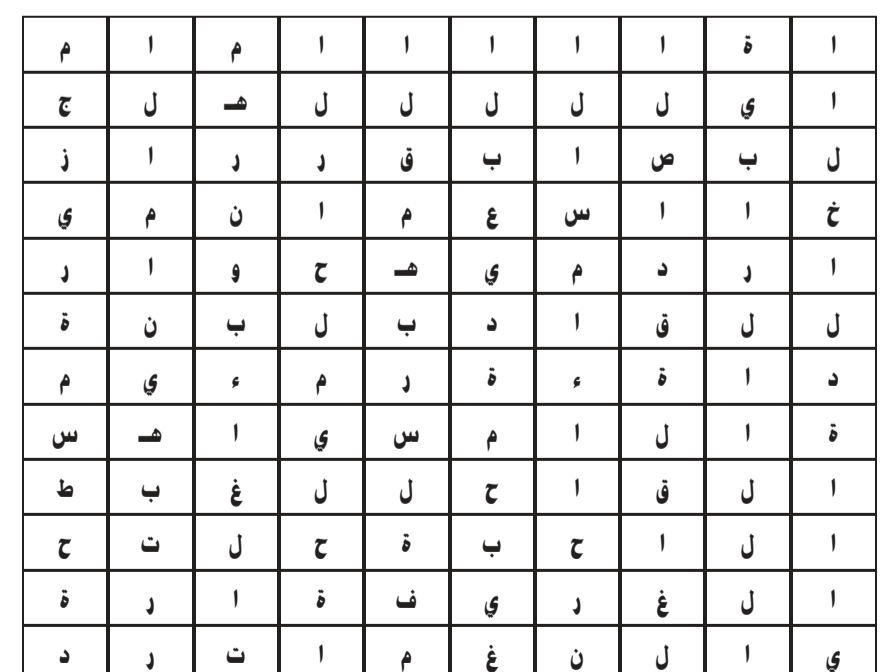 ا ة ا ا ا ا ا م ا م
ا ي ل ل ل ل ل هـ ل ج
ل ب ص ا ب ق ر ر ا ز
خ ا ا س ع م ا ن م ي
ا ر د م ي هـ ح و ا ر
ل ل ق ا د ب ل ب ن ة
د ا ة ء ة ر م ء ي م
ة ا ل ا م س ي ا هـ س
ا ل ق ا ح ل ل غ ب ط
ا ل ا ح ب ة ح ل ت ح
ا ل غ ر ي ف ة ا ر ة
ي ا ل ن غ م ا ت ر د